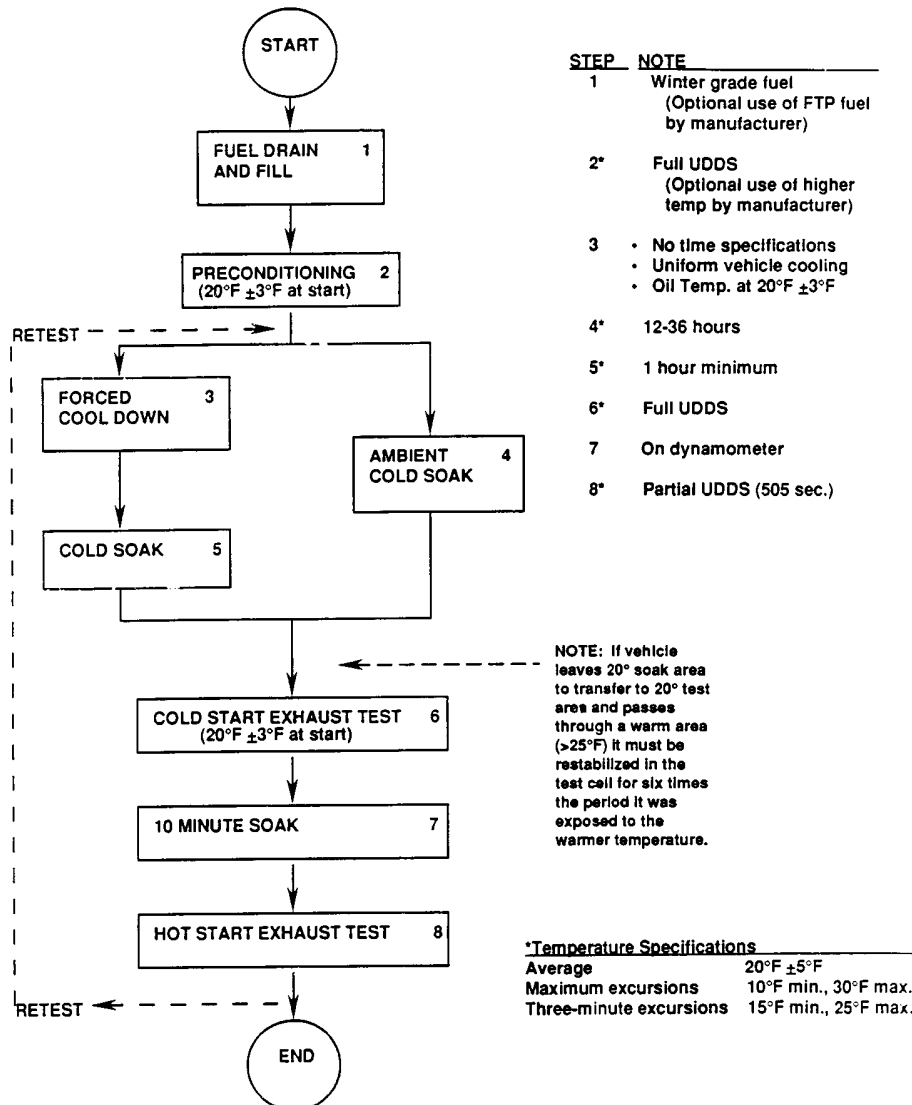 START
FUEL DRAIN 1
AND FILL
PRECONDITIONING 2
(20°F ±3°F at start)
RETEST
FORCED 3
COOL DOWN
AMBIENT 4
COLD SOAK
COLD SOAK 5
COLD START EXHAUST TEST 6
(20°F ±3°F at start)
10 MINUTE SOAK 7
HOT START EXHAUST TEST 8
RETEST
END
STEP NOTE
1 Winter grade fuel
(Optional use of FTP fuel
by manufacturer)
2* Full UDDS
(Optional use of higher
temp by manufacturer)
3 • No time specifications
• Uniform vehicle cooling
• Oil Temp. at 20°F ±3°F
4* 12-36 hours
5* 1 hour minimum
6* Full UDDS
7 On dynamometer
8* Partial UDDS (505 sec.)
NOTE: If vehicle
leaves 20° soak area
to transfer to 20° test
area and passes
through a warm area
(>25°F) it must be
restabilized in the
test cell for six times
the period it was
exposed to the
warmer temperature.
*Temperature Specifications
Average 20°F ±5°F
Maximum excursions 10°F min., 30°F max.
Three-minute excursions 15°F min., 25°F max.